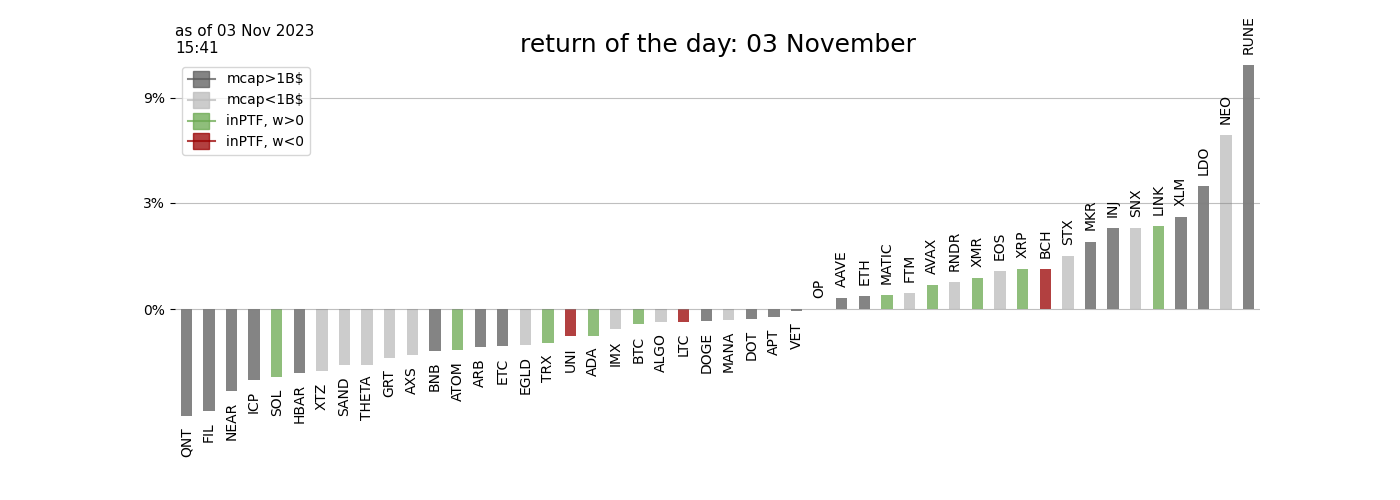 as of 03 Nov 2023
15:41
return of the day: 03 November
mcap>1B$
mcap<1B$
inPTF, w>0
inPTF, w<0
9%
3%
0%
QNT
FIL
NEAR
ICP
SOL
HBAR
XTZ
SAND
THETA
GRT
AXS
BNB
ATOM
ARB
ETC
EGLD
TRX
UNI
ADA
IMX
BTC
ALGO
LTC
DOGE
MANA
DOT
APT
VET
OP
AAVE
ETH
MATIC
FTM
AVAX
RNDR
XMR
EOS
XRP
BCH
STX
MKR
INJ
SNX
LINK
XLM
LDO
NEO
RUNE